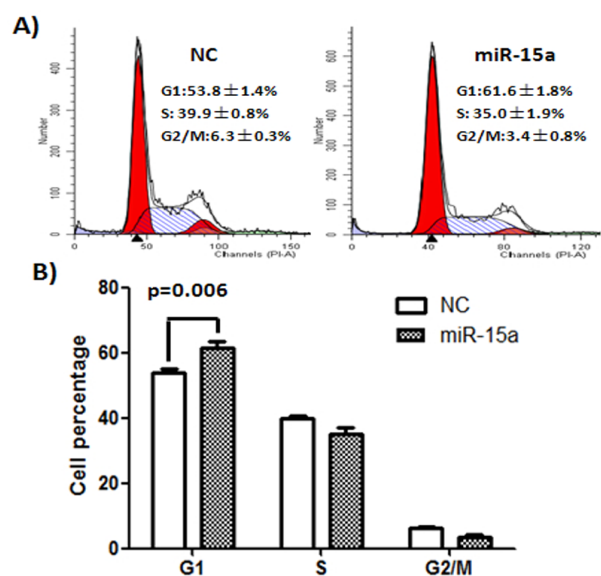 A)
NC
G1:53.8±1.4%
S: 39.9±0.8%
G2/M:6.3±0.3%
Number
0 100 200 300 400
0 50 100 150
Channels (PI-A)
miR-15a
G1:61.6±1.8%
S: 35.0±1.9%
G2/M:3.4±0.8%
Number
0 100 200 300 400 500 600
0 40 80 120
Channels (PI-A)
B)
p=0.006
NC
miR-15a
Cell percentage
80
60
40
20
0
G1 S G2/M